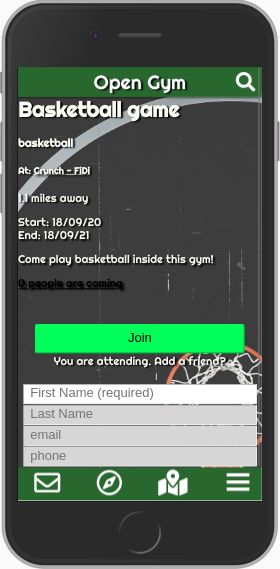 Open Gym
Basketball game
basketball
At: Crunch - FiDi
1.1 miles away
Start: 18/09/20
End: 18/09/21
Come play basketball inside this gym!
0 people are coming
Join
You are attending. Add a friend?
First Name (required)
Last Name
email
phone